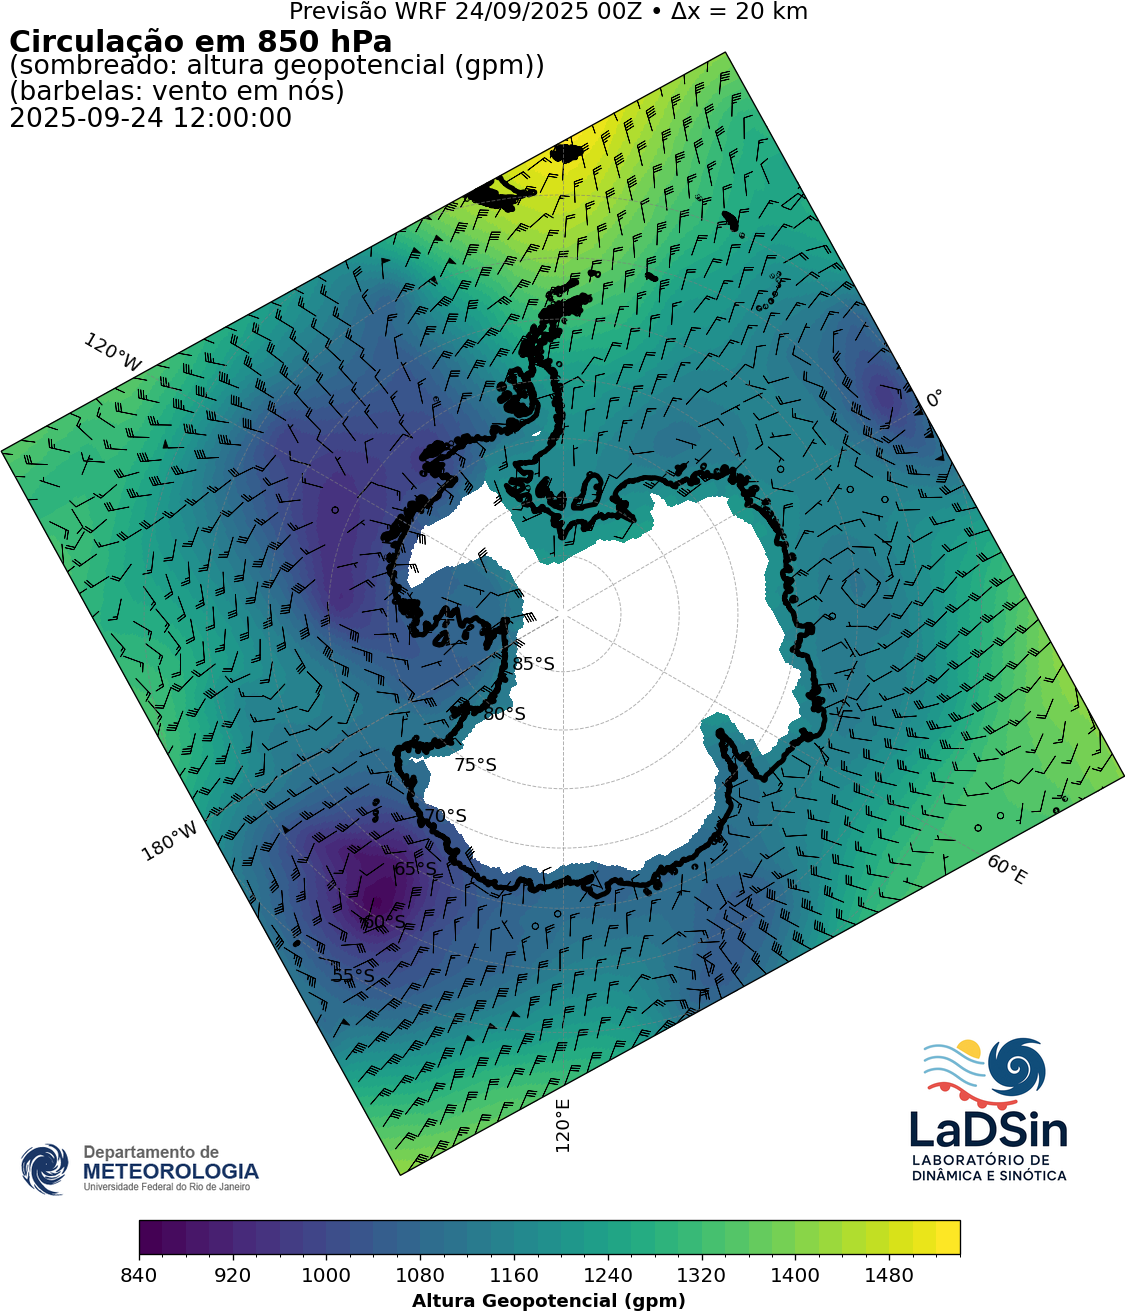 Previsão WRF 24/09/2025 00Z • Δx = 20 km
Circulação em 850 hPa
(sombreado: altura geopotencial (gpm))
(barbelas: vento em nós)
2025-09-24 12:00:00
120°W
0°
85°S
80°S
75°S
70°S
180°W
65°S
60°E
60°S
55°S
120°E
LaDSin
LABORATÓRIO DE
DINÂMICA E SINÓTICA
Departamento de
METEOROLOGIA
Universidade Federal do Rio de Janeiro
840 920 1000 1080 1160 1240 1320 1400 1480
Altura Geopotencial (gpm)